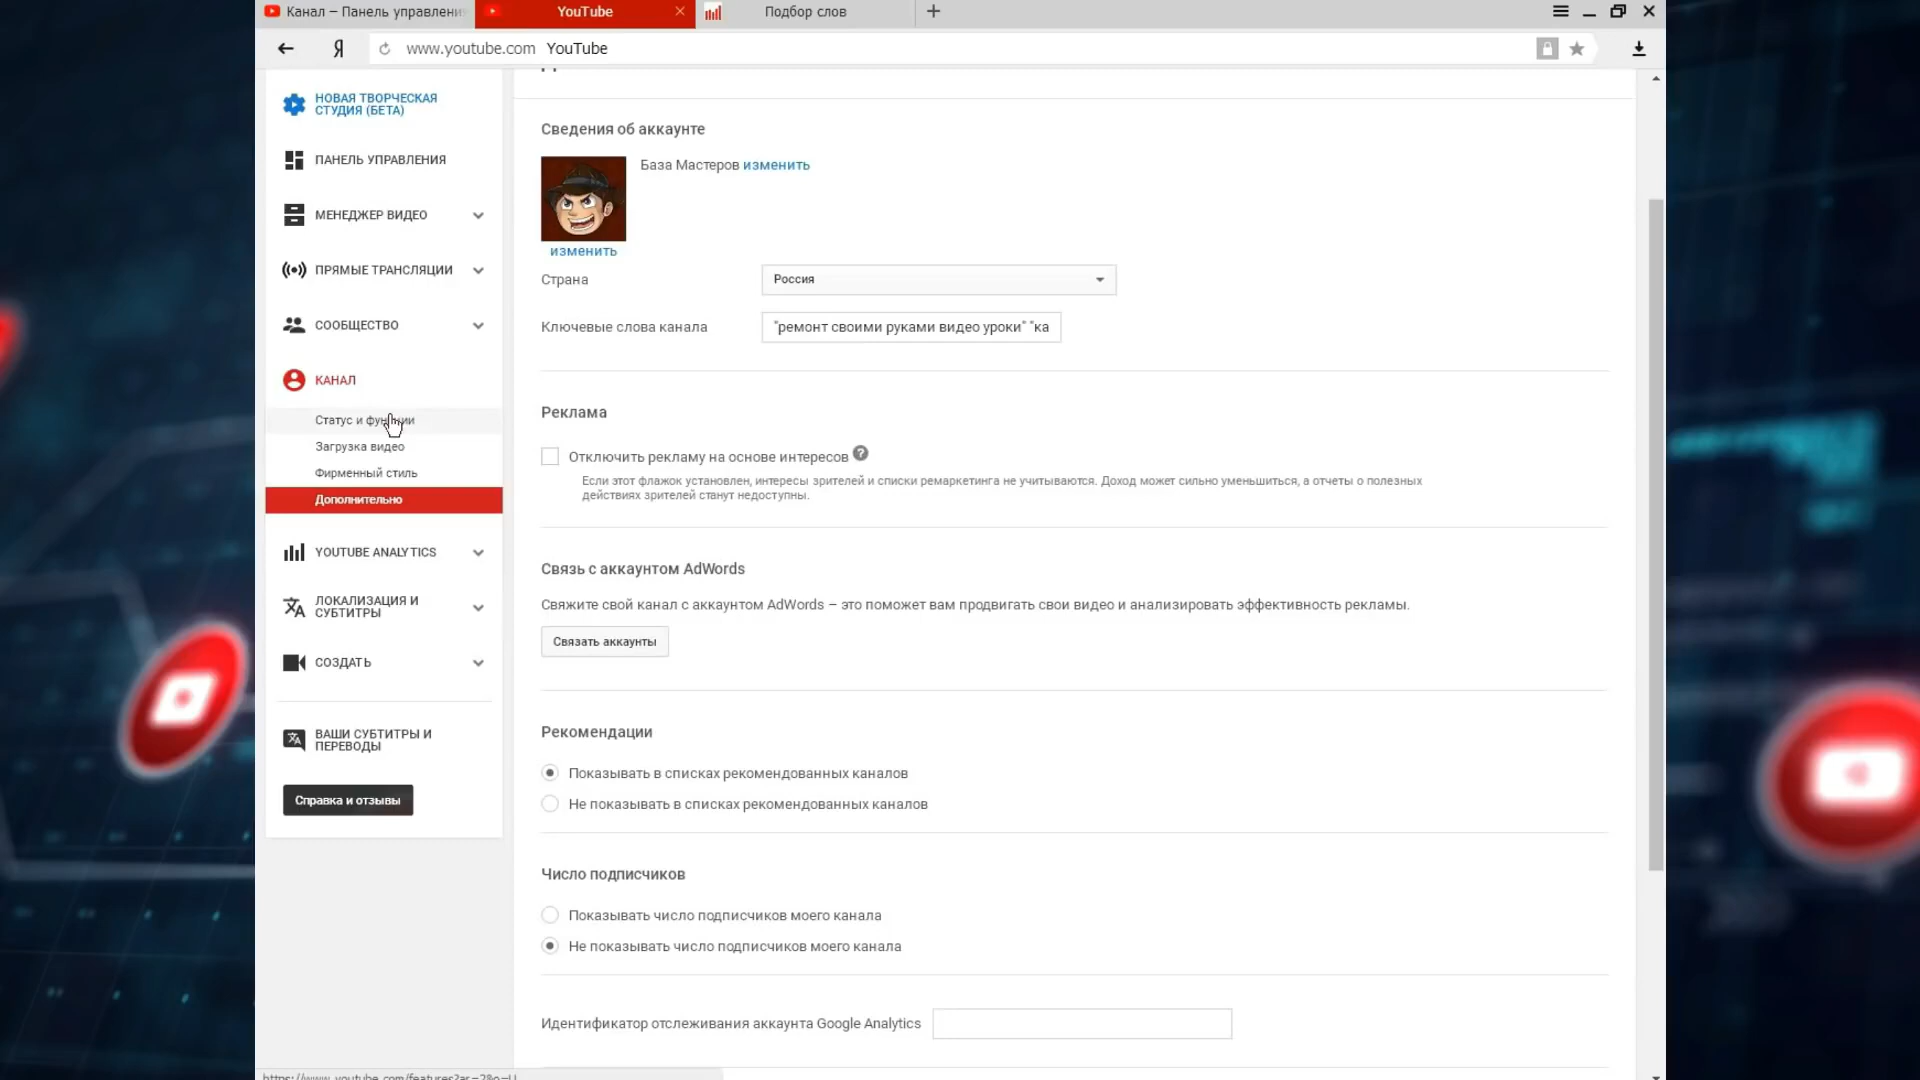 Канал – Панель управлени
YouTube
Подбор слов
Я
www.youtube.com YouTube
НОВАЯ ТВОРЧЕСКАЯ
СТУДИЯ (БЕТА)
ПАНЕЛЬ УПРАВЛЕНИЯ
МЕНЕДЖЕР ВИДЕО
ПРЯМЫЕ ТРАНСЛЯЦИИ
СООБЩЕСТВО
КАНАЛ
Статус и функции
Загрузка видео
Фирменный стиль
Дополнительно
YOUTUBE ANALYTICS
ЛОКАЛИЗАЦИЯ И
СУБТИТРЫ
СОЗДАТЬ
ВАШИ СУБТИТРЫ И
ПЕРЕВОДЫ
Справка и отзывы
Сведения об аккаунте
База Мастеров изменить
изменить
Страна
Россия
Ключевые слова канала
"ремонт своими руками видео уроки" "ка
Реклама
Отключить рекламу на основе интересов ?
Если этот флажок установлен, интересы зрителей и списки ремаркетинга не учитываются. Доход может сильно уменьшиться, а отчеты о полезных
действиях зрителей станут недоступны.
Связь с аккаунтом AdWords
Свяжите свой канал с аккаунтом AdWords – это поможет вам продвигать свои видео и анализировать эффективность рекламы.
Связать аккаунты
Рекомендации
Показывать в списках рекомендованных каналов
Не показывать в списках рекомендованных каналов
Число подписчиков
Показывать число подписчиков моего канала
Не показывать число подписчиков моего канала
Идентификатор отслеживания аккаунта Google Analytics